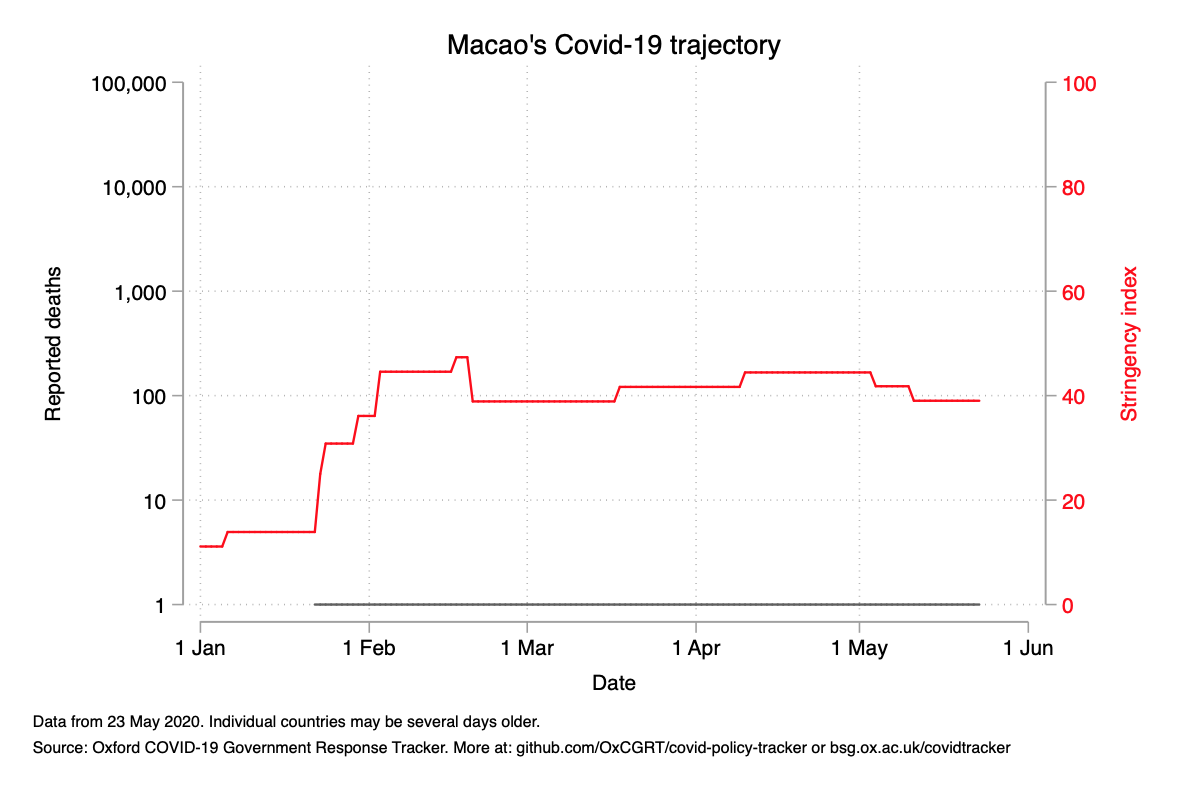 Macao's Covid-19 trajectory
100,000
10,000
1,000
100
10
1
Reported deaths
100
80
60
40
20
0
Stringency index
1 Jan
1 Feb
1 Mar
1 Apr
1 May
1 Jun
Date
Data from 23 May 2020. Individual countries may be several days older.
Source: Oxford COVID-19 Government Response Tracker. More at: github.com/OxCGRT/covid-policy-tracker or bsg.ox.ac.uk/covidtracker